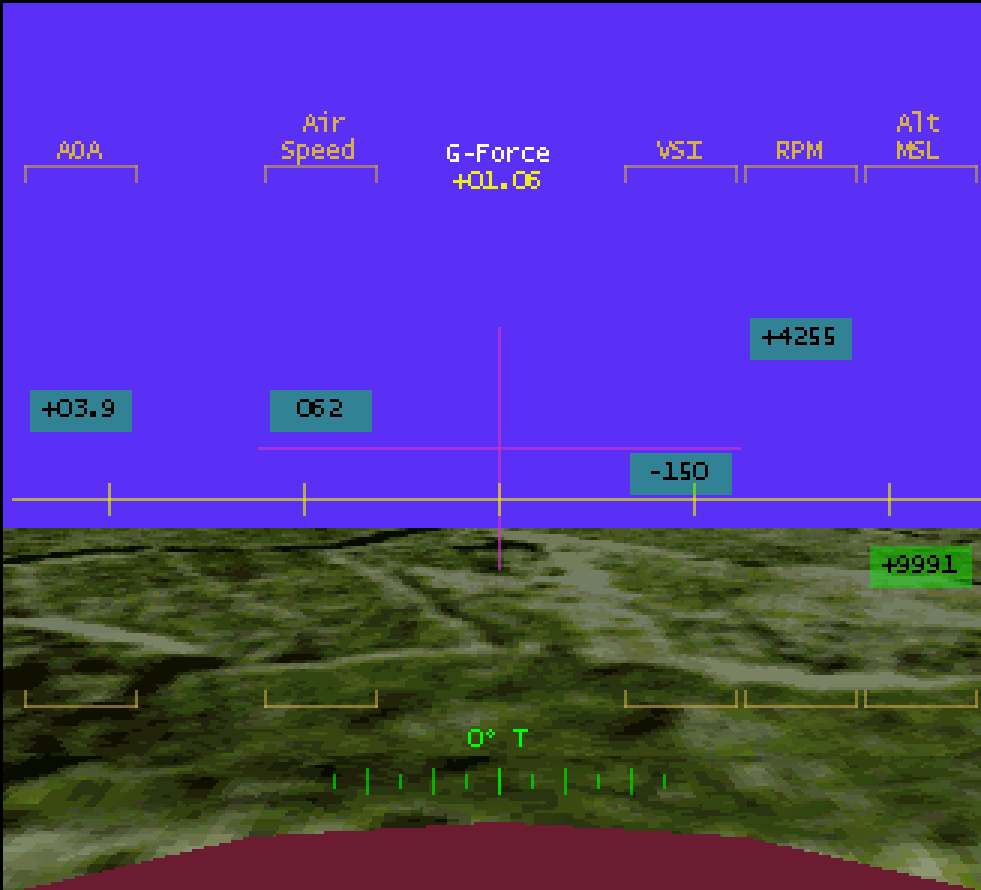 AOA
Air
Speed
G-Force
+01.06
VSI
RPM
Alt
MSL
+4255
+03.9
062
-150
+9991
0° T